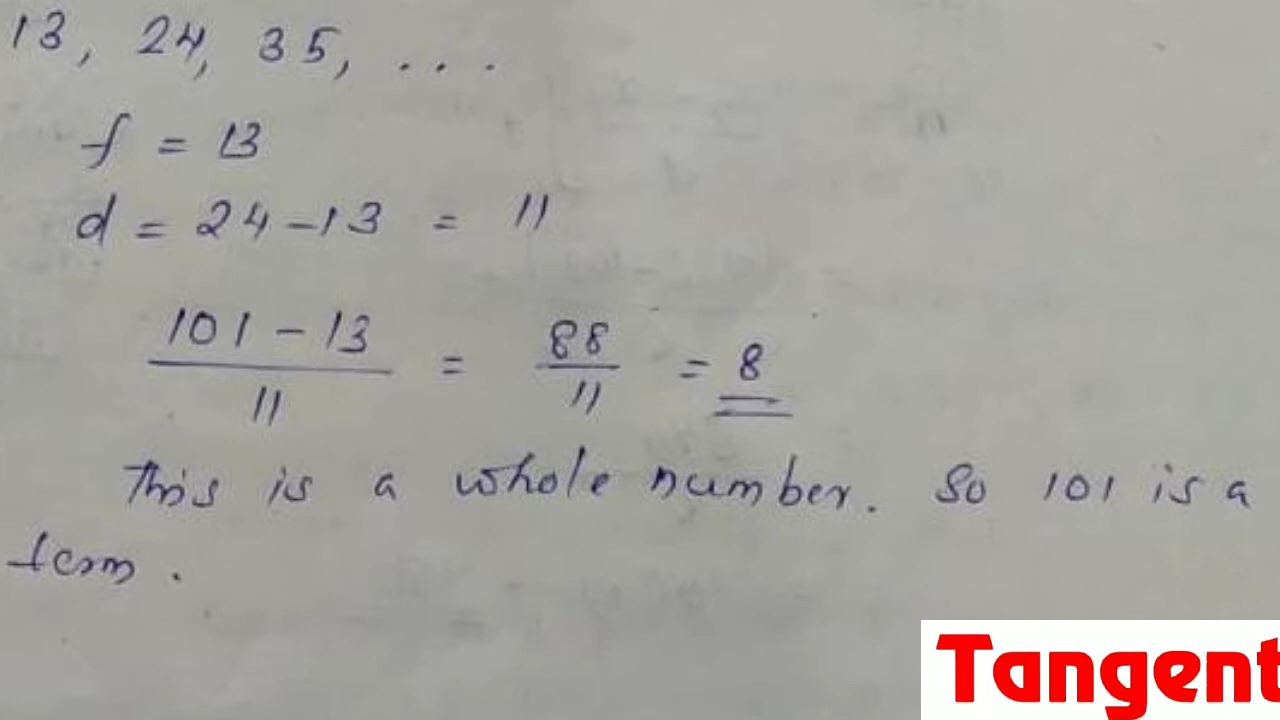 13, 24, 35, ...
f = 13
d = 24 - 13 = 11
101 - 13 / 11 = 88 / 11 = 8
This is a whole number. So 101 is a
term.
Tangent